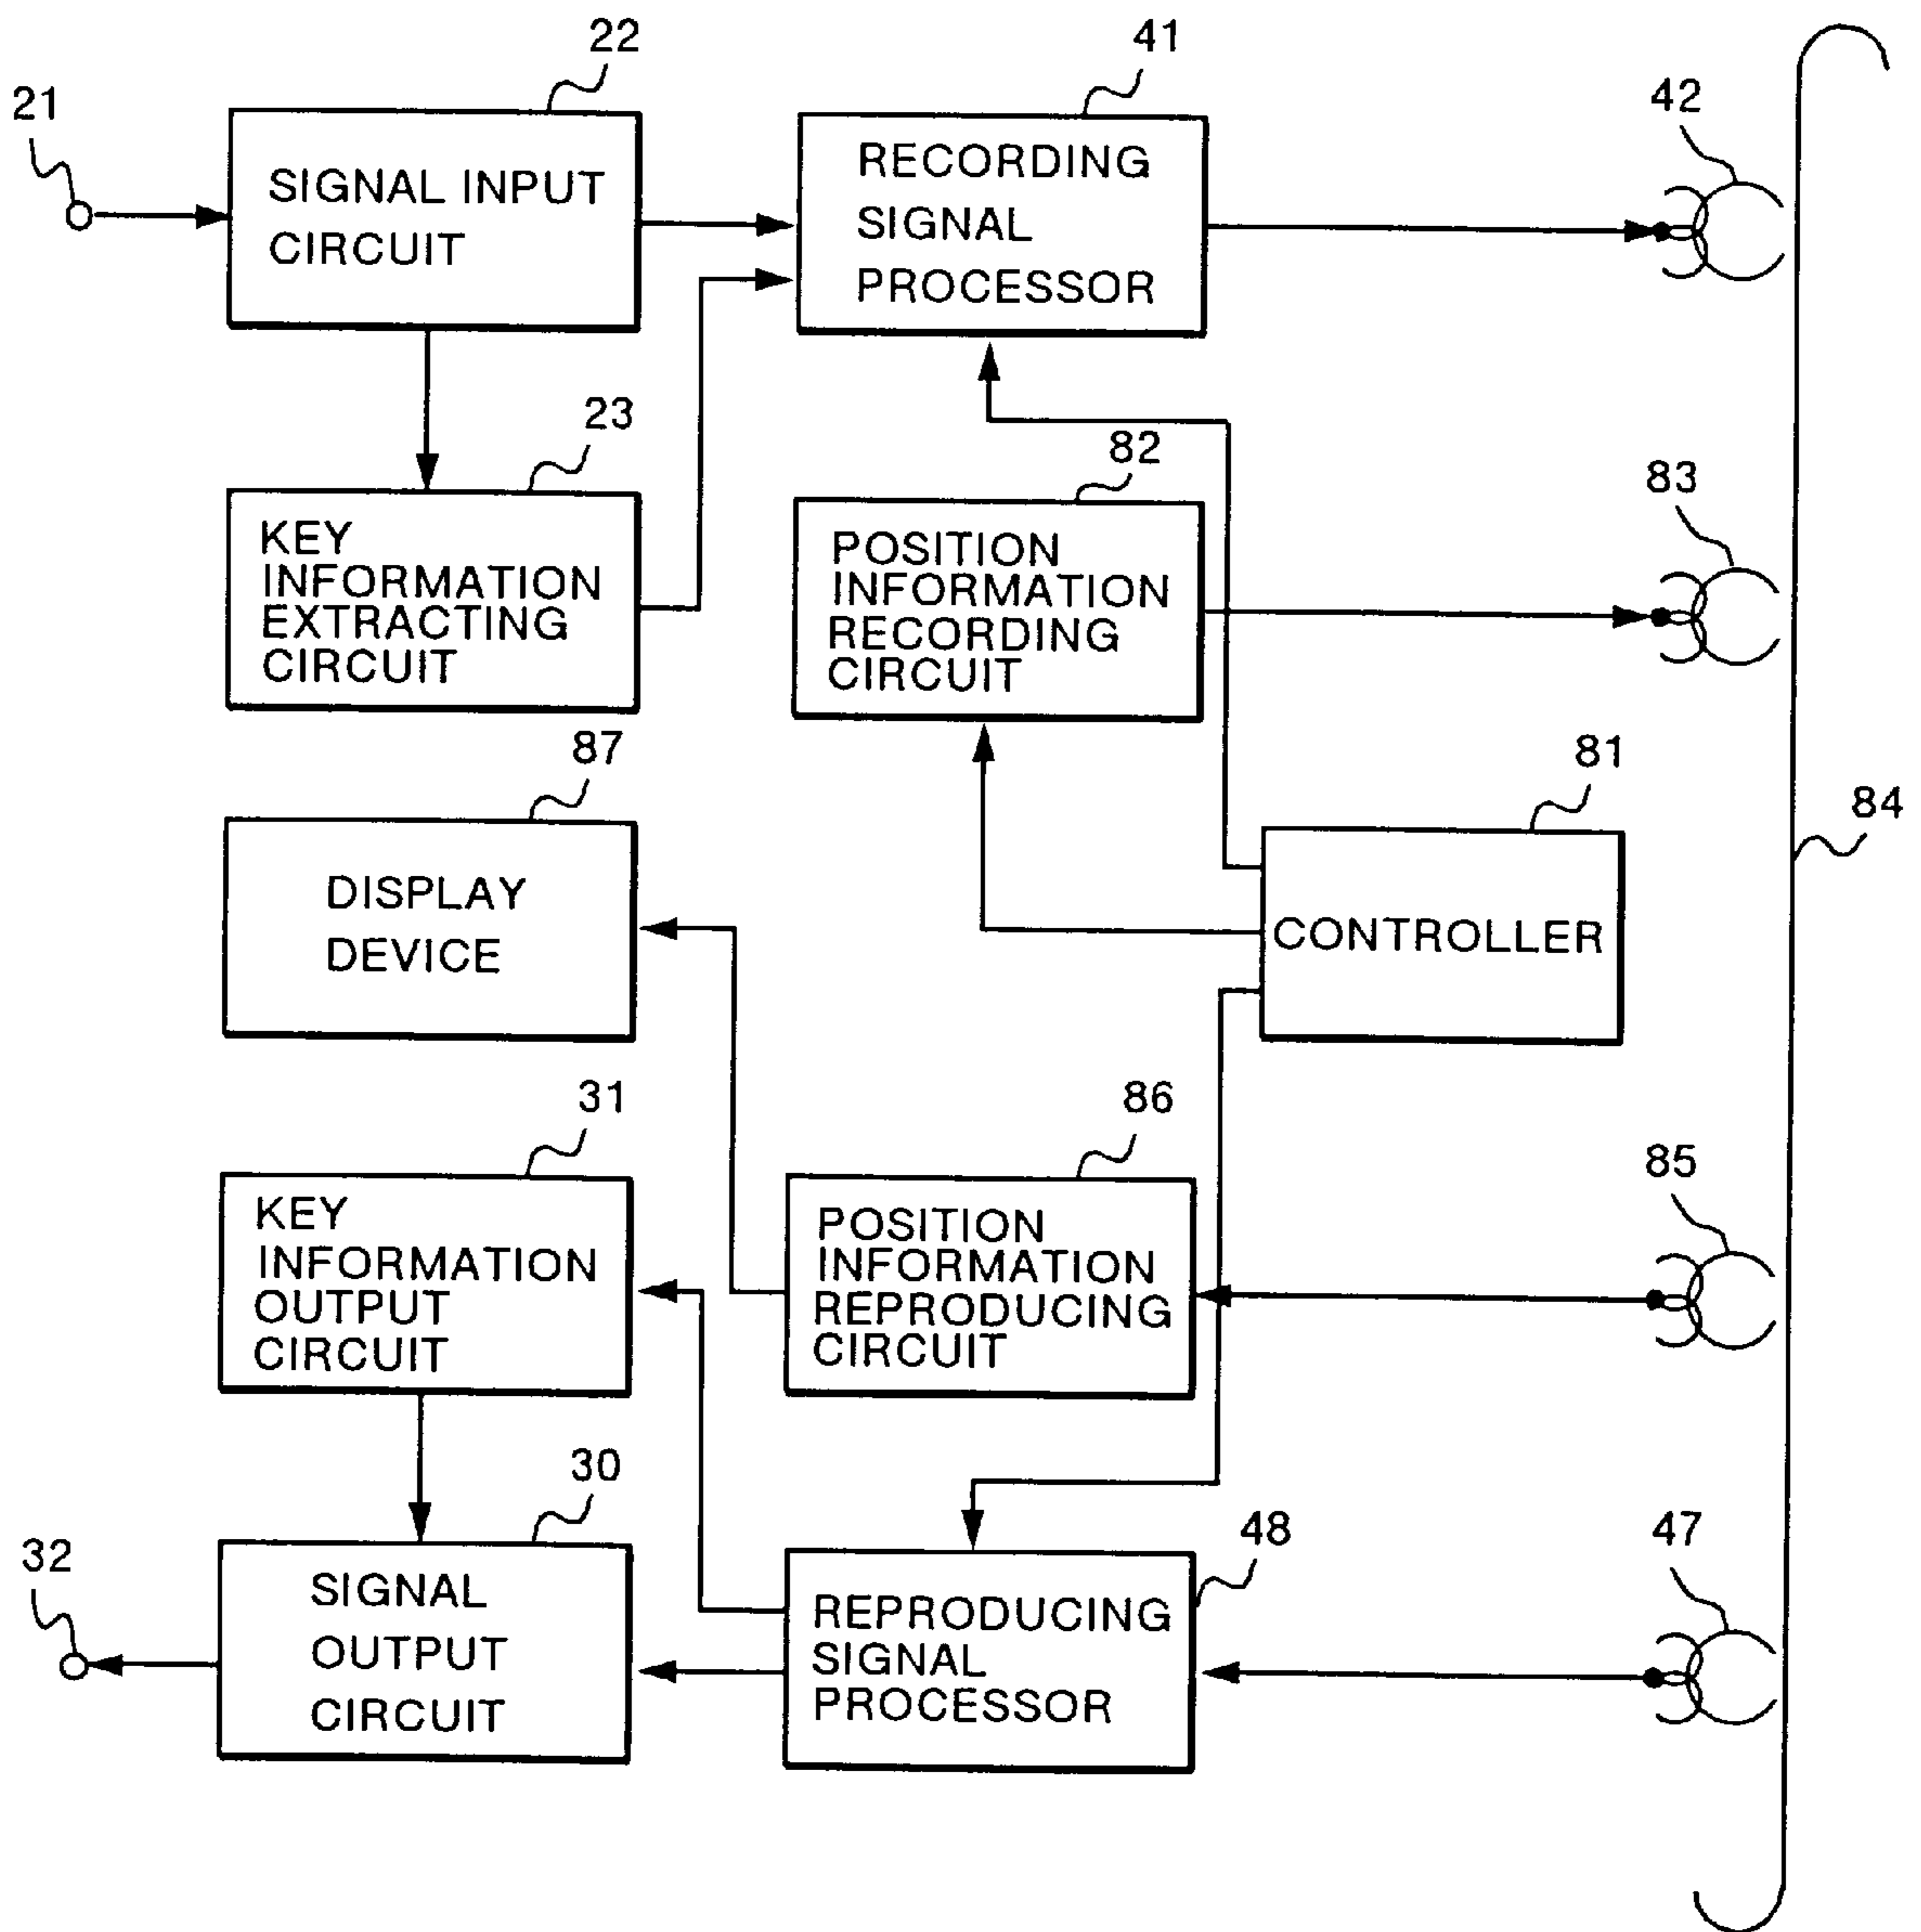 22
41
21
42
SIGNAL INPUT
CIRCUIT
RECORDING
SIGNAL
PROCESSOR
23
82
83
KEY
INFORMATION
EXTRACTING
CIRCUIT
POSITION
INFORMATION
RECORDING
CIRCUIT
87
81
84
DISPLAY
DEVICE
CONTROLLER
31
86
85
KEY
INFORMATION
OUTPUT
CIRCUIT
POSITION
INFORMATION
REPRODUCING
CIRCUIT
30
48
47
32
SIGNAL
OUTPUT
CIRCUIT
REPRODUCING
SIGNAL
PROCESSOR